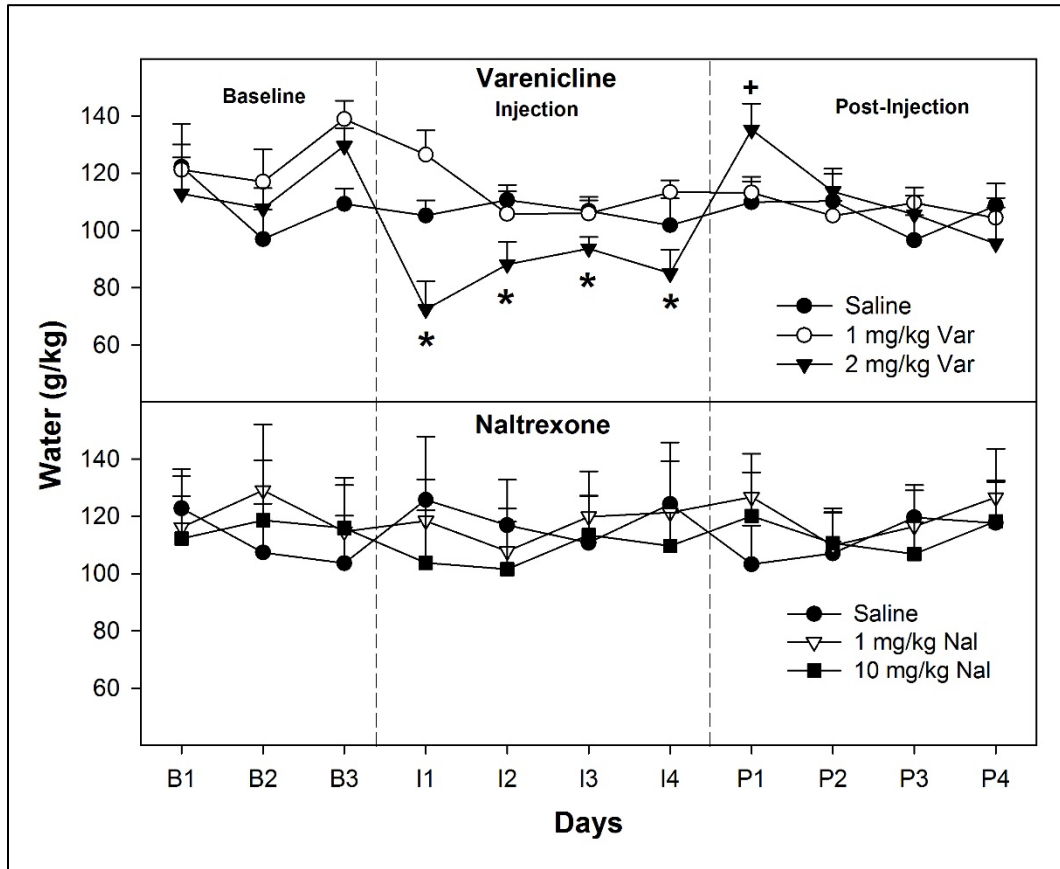 Varenicline
Baseline
Injection
Post-Injection
140
120
100
80
60
+
*
*
*
*
Saline
1 mg/kg Var
2 mg/kg Var
Water (g/kg)
Naltrexone
140
120
100
80
60
Saline
1 mg/kg Nal
10 mg/kg Nal
B1 B2 B3 I1 I2 I3 I4 P1 P2 P3 P4
Days